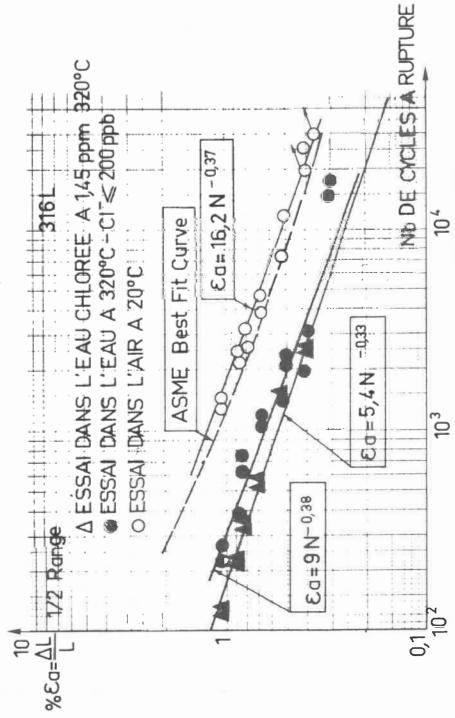 10
%εa=ΔL/L
1/2 Range
316 L
Δ ESSAI DANS L'EAU CHLOREE A 1,45 ppm 320°C
● ESSAI DANS L'EAU A 320°C - Cl⁻ ⩽ 200 ppb
○ ESSAI DANS L'AIR A 20°C
ASME Best Fit Curve
εa = 16,2 N -0,37
1
εa = 9 N -0,38
εa = 5,4 N -0,33
0,1
Nb DE CYCLES A RUPTURE
10²
10³
10⁴